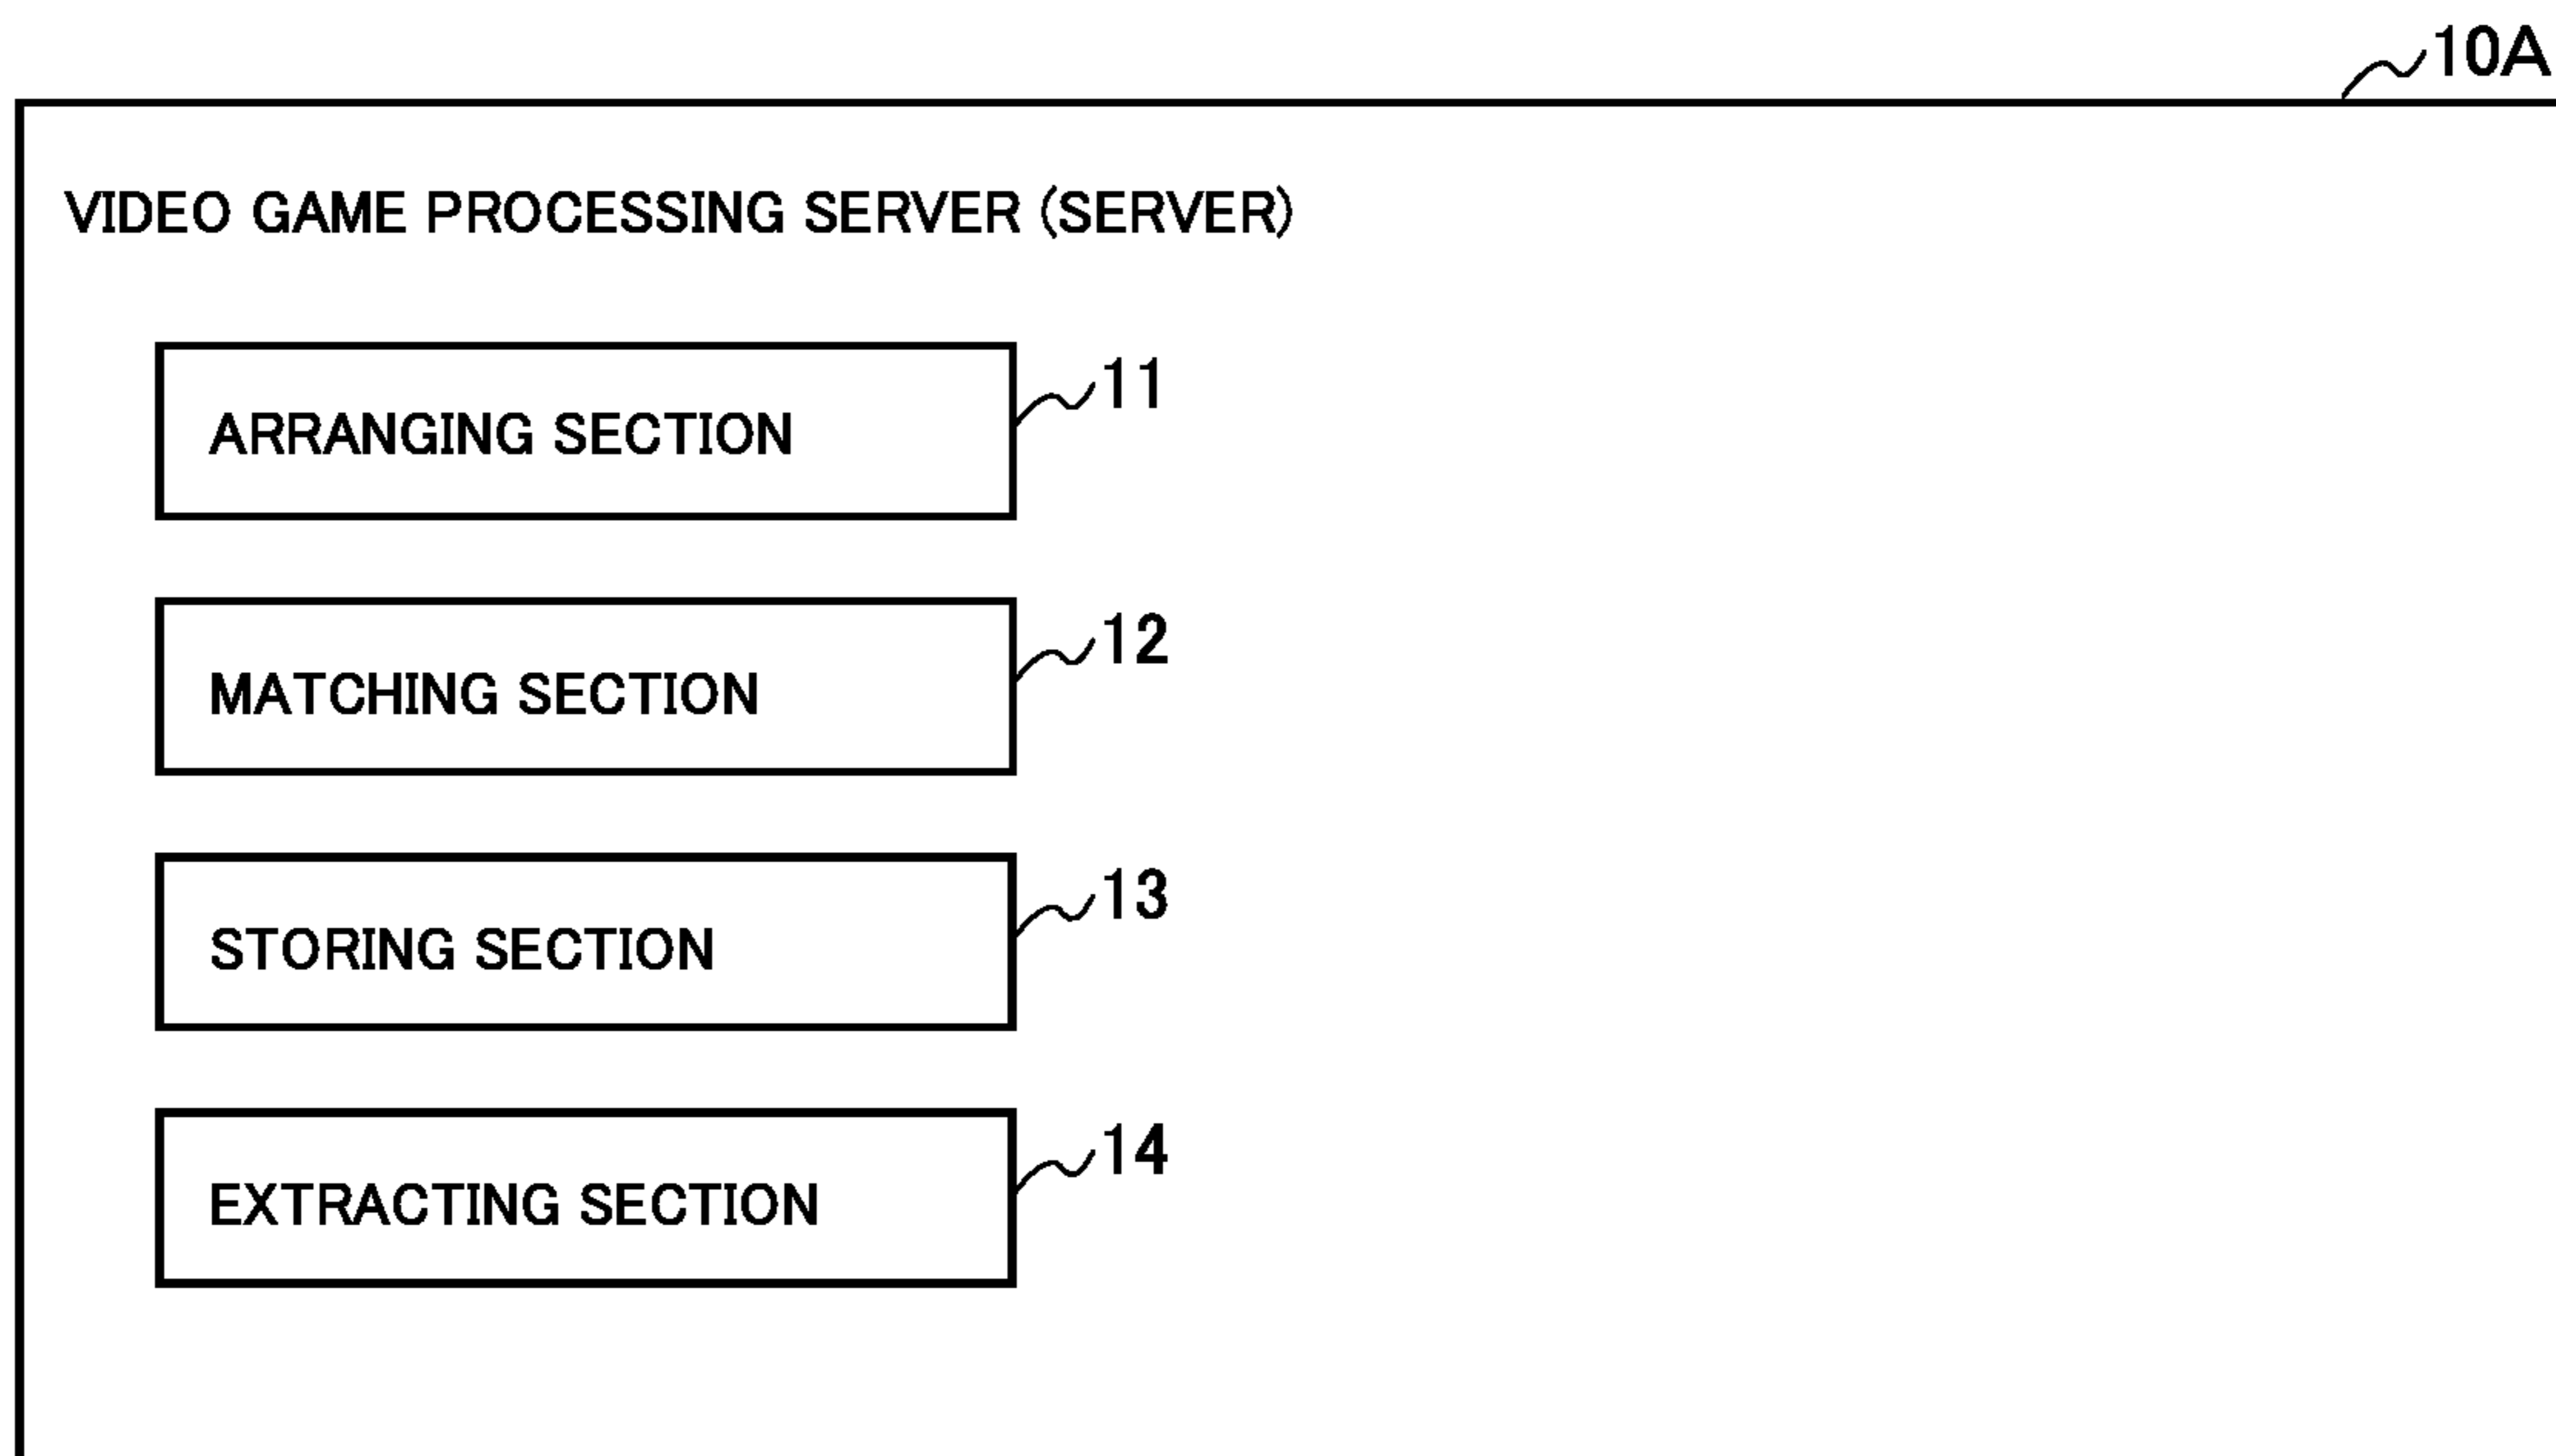 10A
VIDEO GAME PROCESSING SERVER (SERVER)
11
ARRANGING SECTION
12
MATCHING SECTION
13
STORING SECTION
14
EXTRACTING SECTION